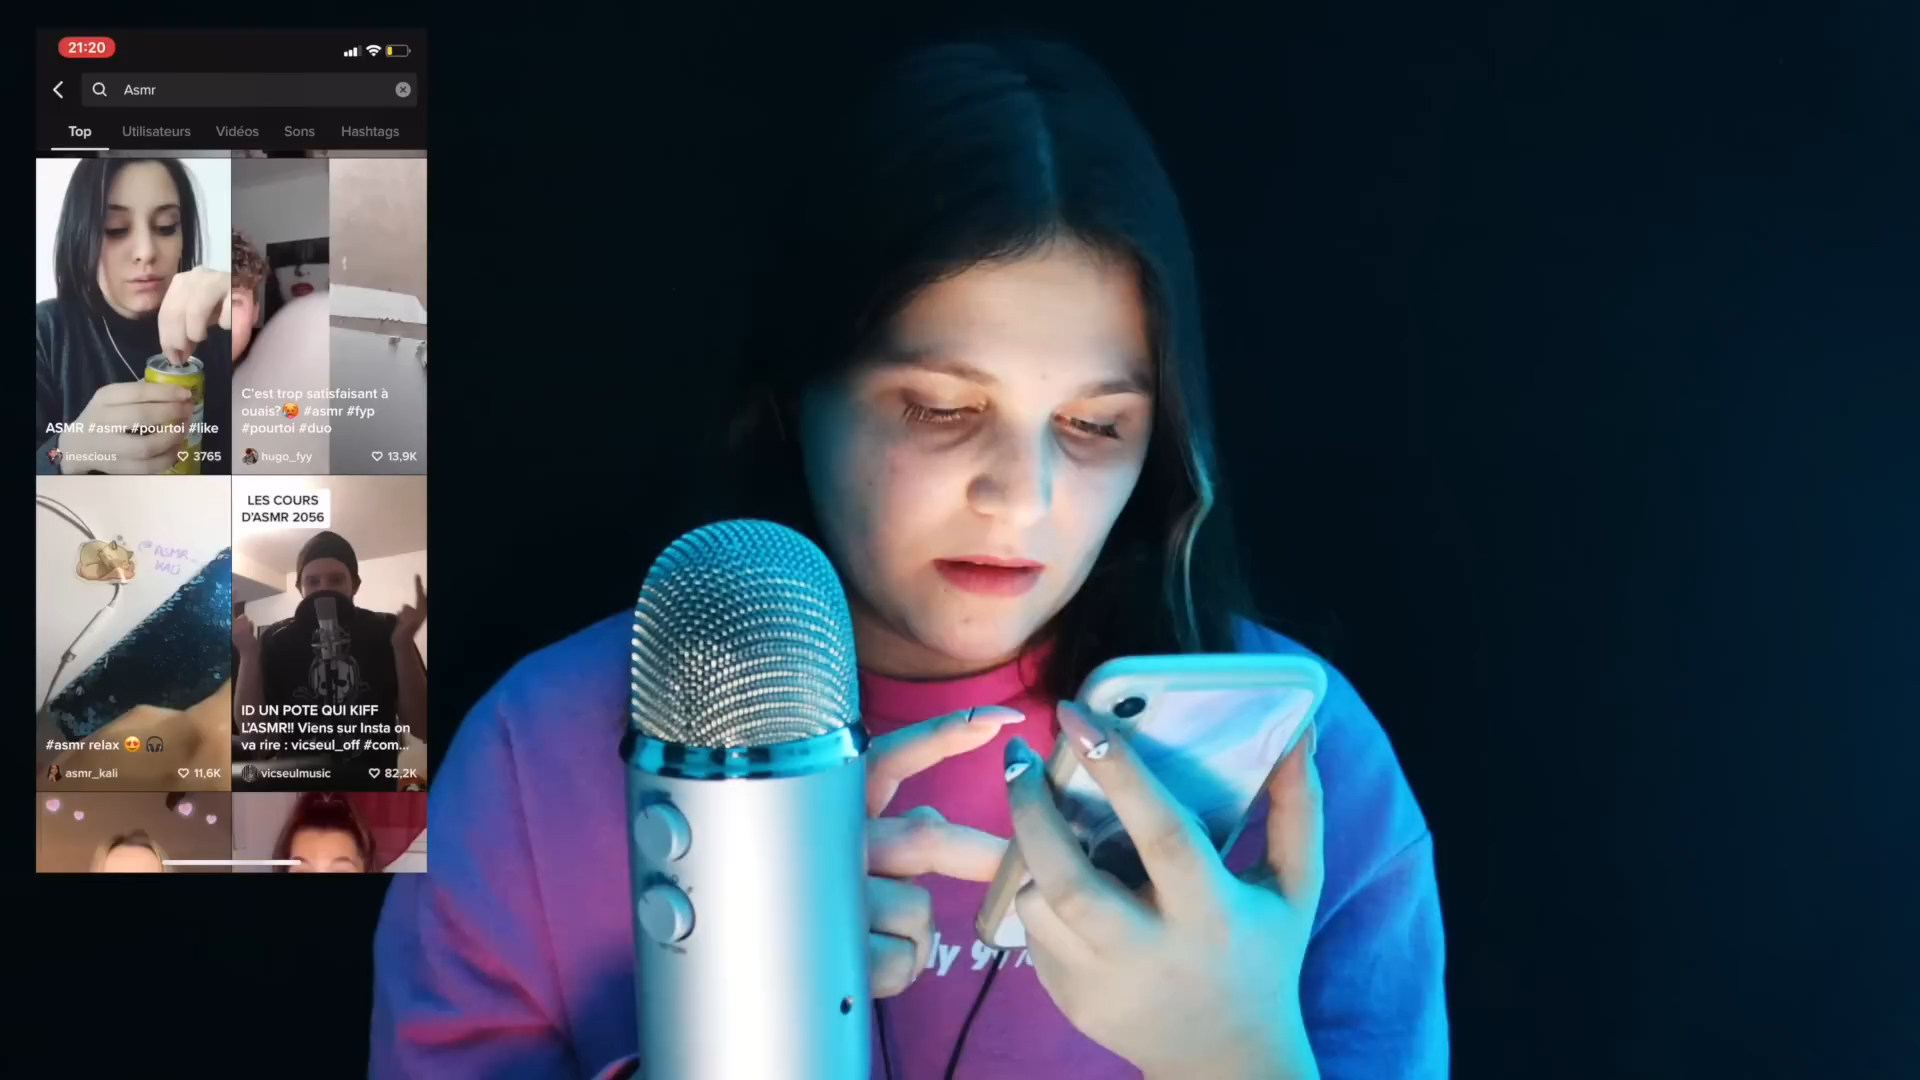 21:20
Asmr
Top Utilisateurs Vidéos Sons Hashtags
ASMR #asmr #pourtoi #like
inescious 3765
C'est trop satisfaisant à
ouais?🥵 #asmr #fyp
#pourtoi #duo
hugo_fyy 13,9K
#asmr relax 😍 🎧
asmr_kali 11,6K
LES COURS
D'ASMR 2056
ID UN POTE QUI KIFF
L'ASMR!! Viens sur Insta on
va rire : vicseul_off #com...
vicseulmusic 82,2K